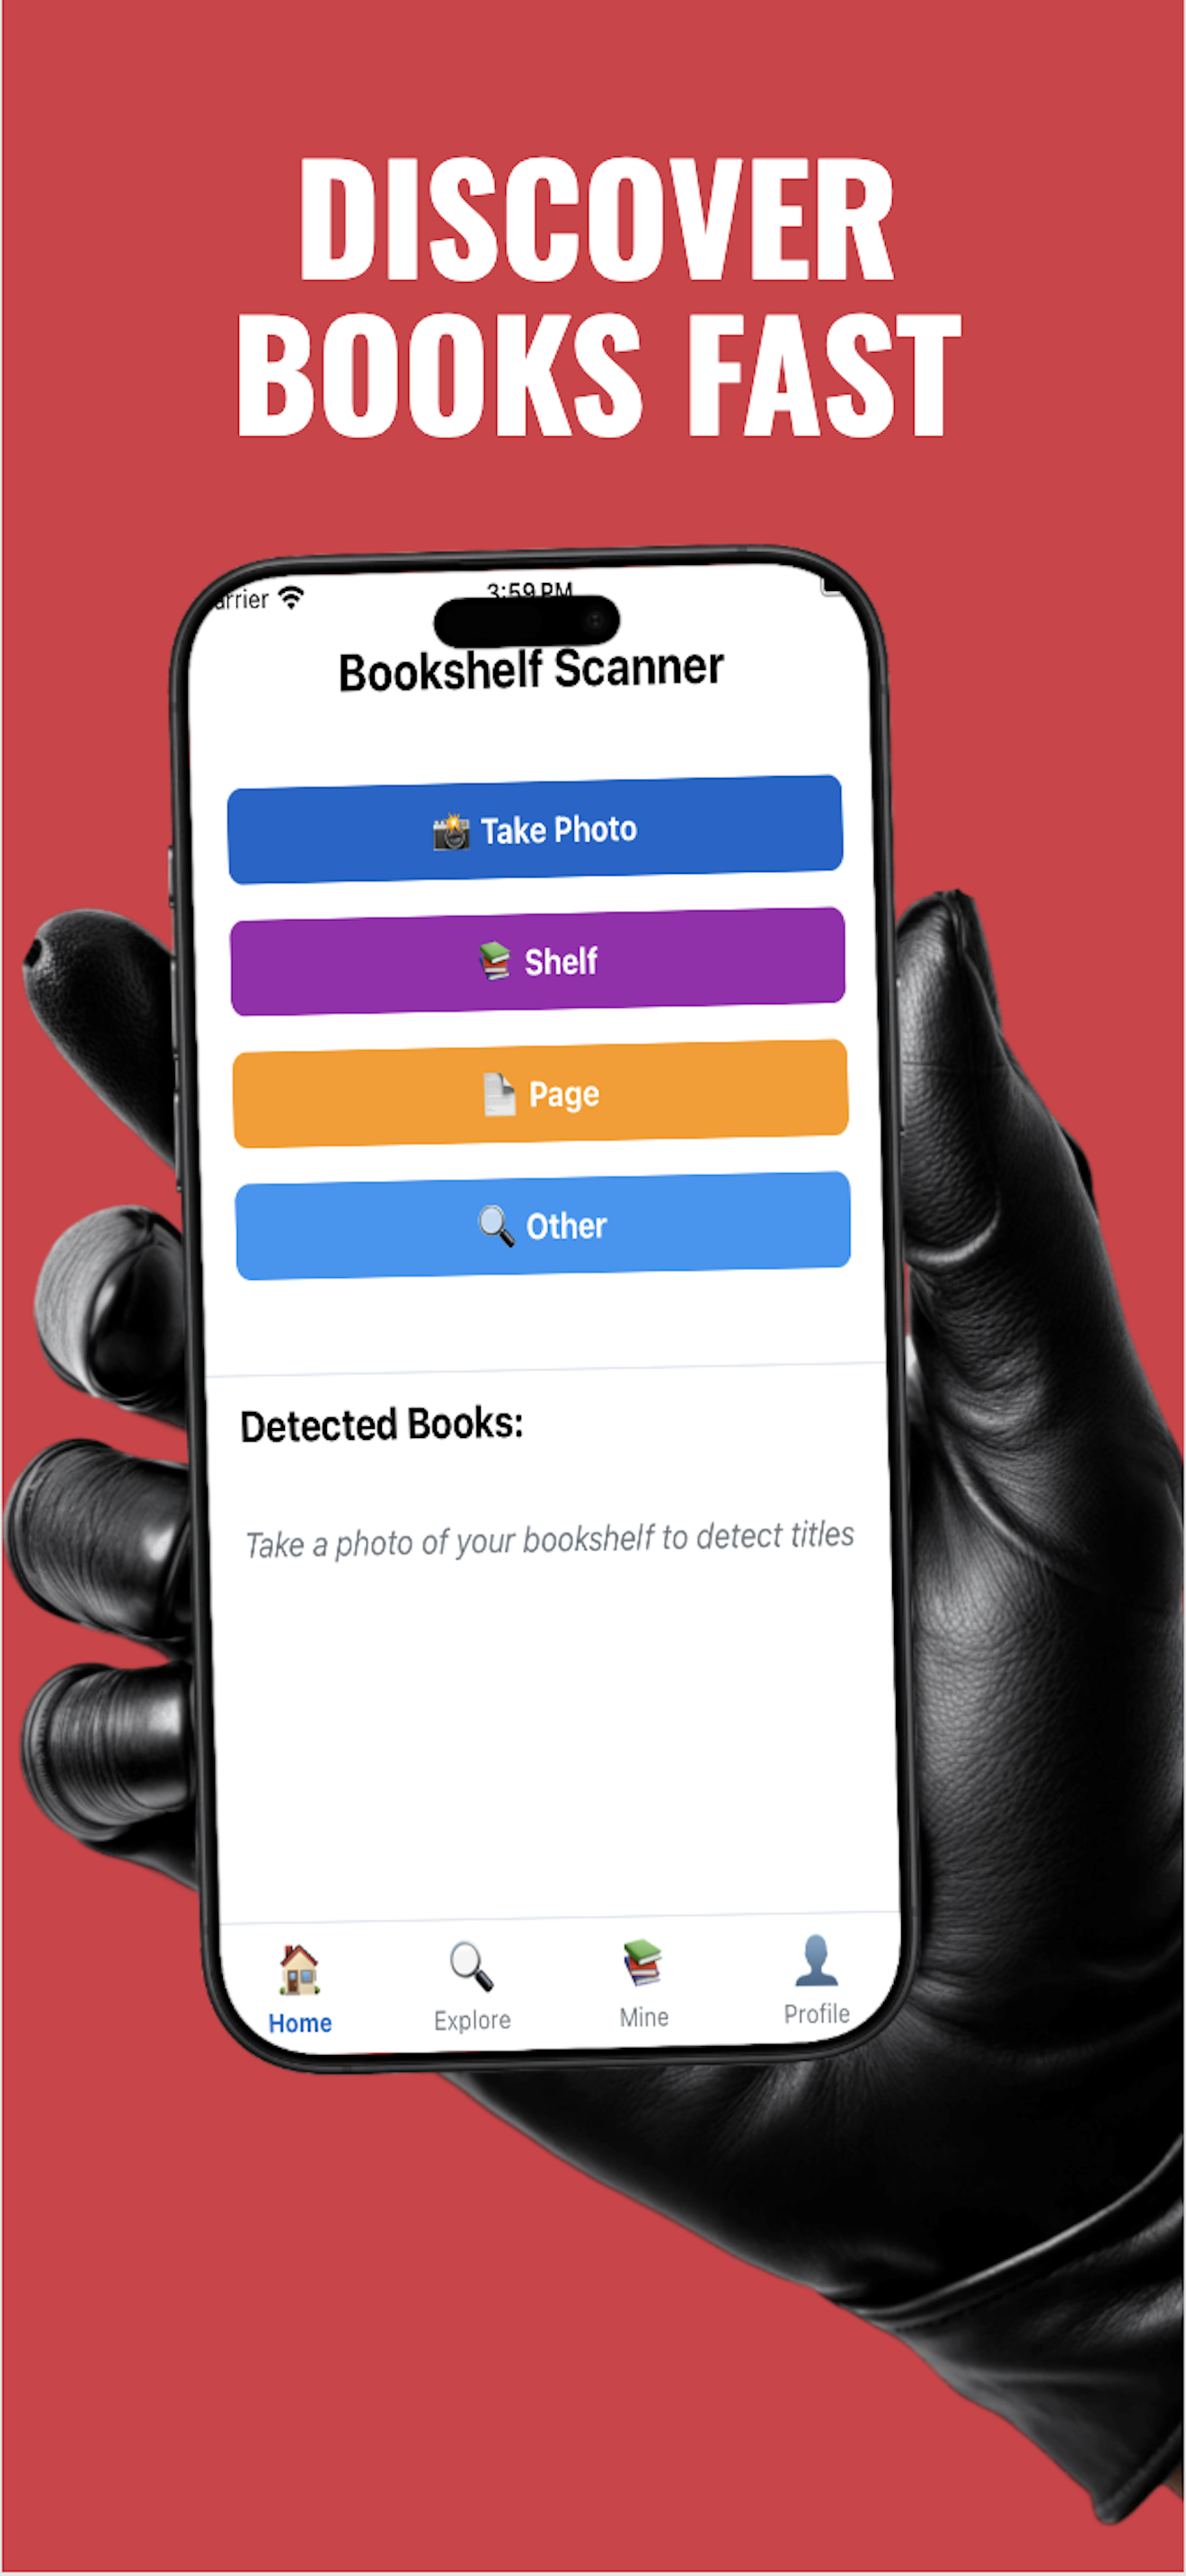 DISCOVER
BOOKS FAST
3:59 PM
Bookshelf Scanner
Take Photo
Shelf
Page
Other
Detected Books:
Take a photo of your bookshelf to detect titles
Home
Explore
Mine
Profile